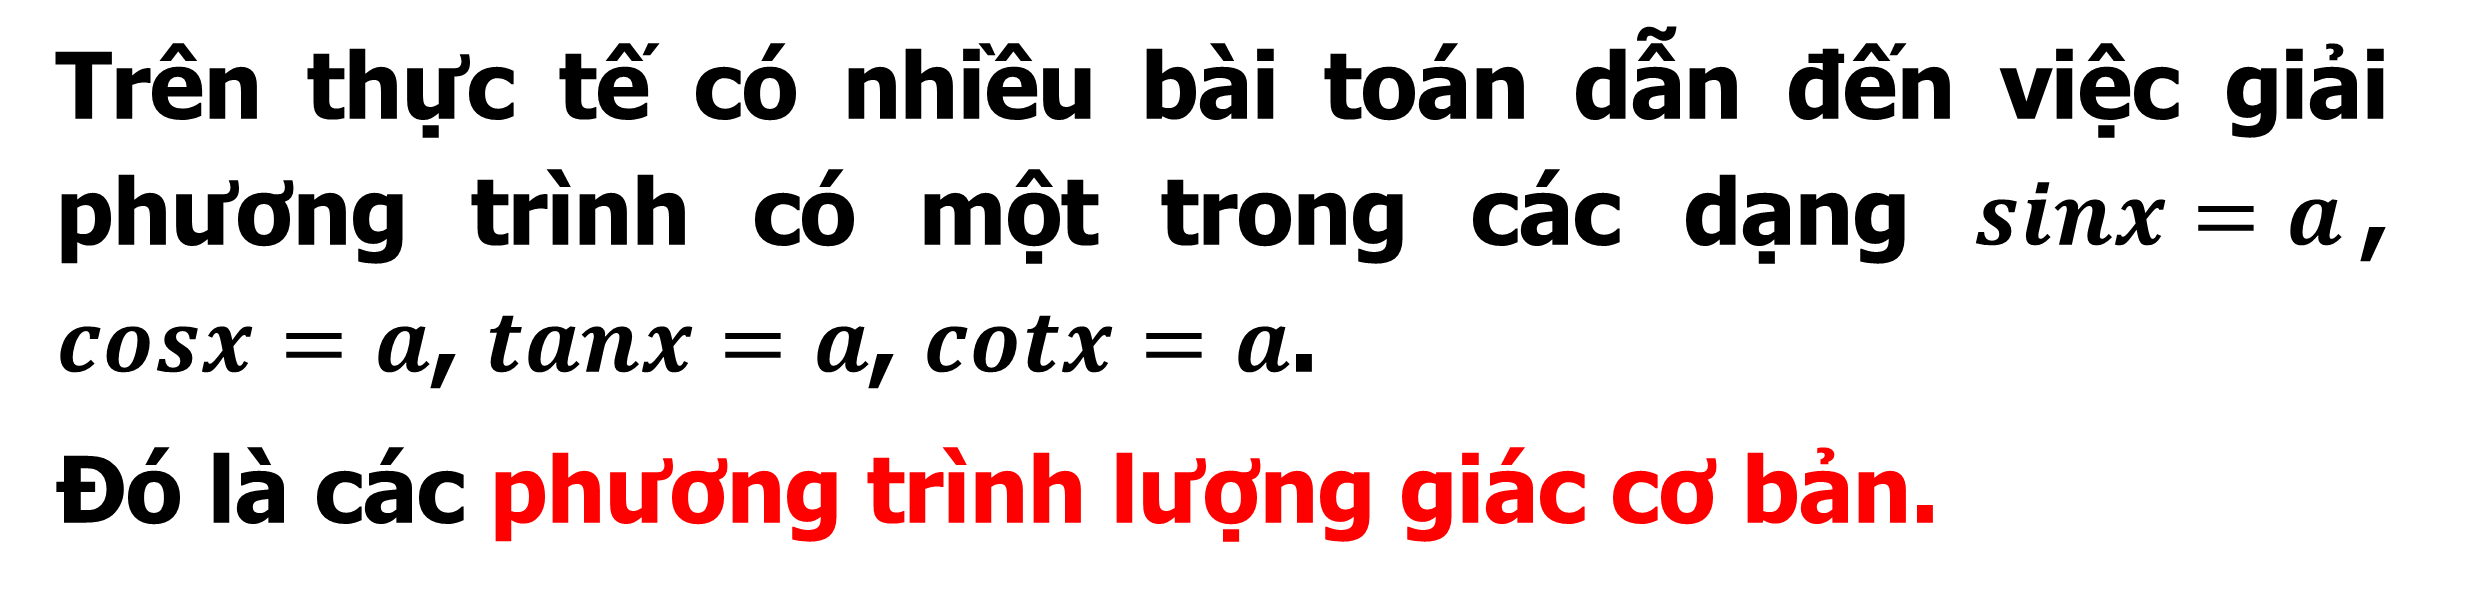 Trên thực tế có nhiều bài toán dẫn đến việc giải
phương trình có một trong các dạng sinx = a ,
cosx = a, tanx = a, cotx = a.
Đó là các phương trình lượng giác cơ bản.